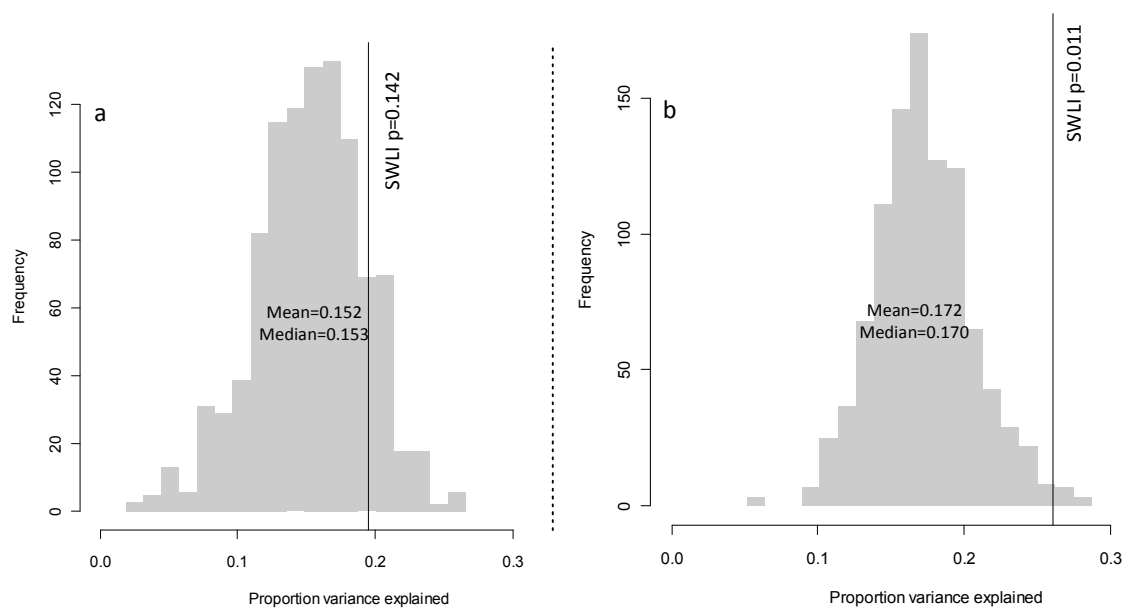 a
SWLI p=0.142
Frequency
120
100
80
60
40
20
0
Mean=0.152
Median=0.153
0.0 0.1 0.2 0.3
Proportion variance explained
b
SWLI p=0.011
Frequency
150
100
50
0
Mean=0.172
Median=0.170
0.0 0.1 0.2 0.3
Proportion variance explained